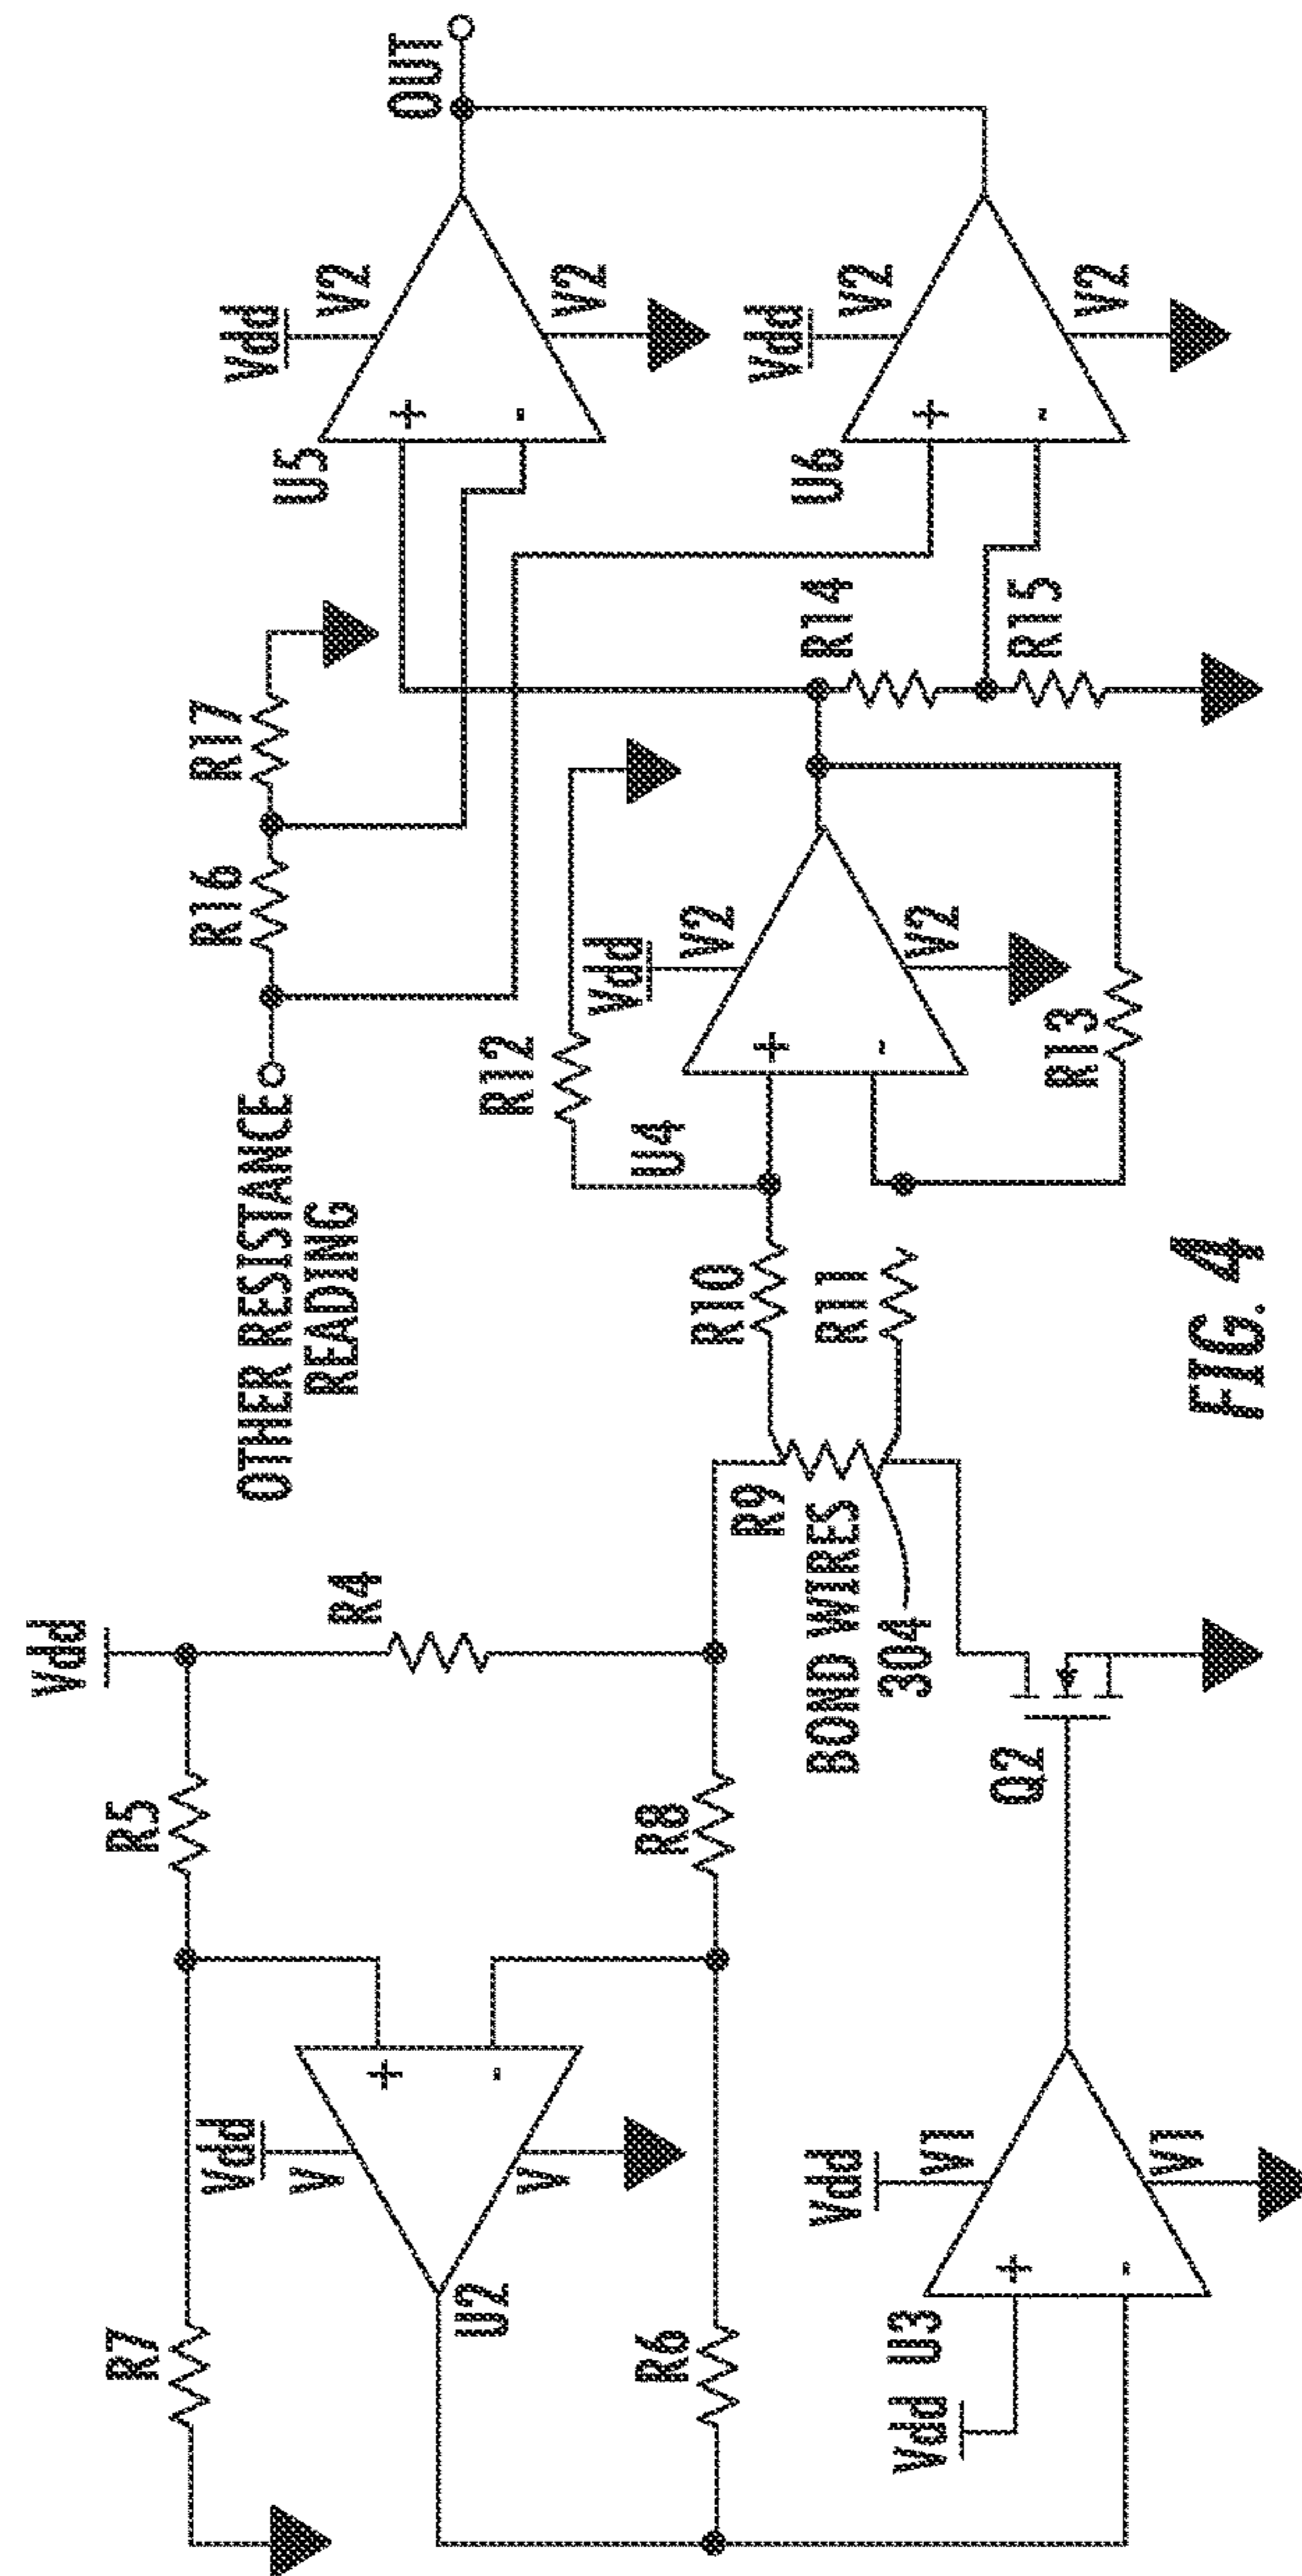 Vdd
R7
R5
R4
Vdd
V
V
U2
R6
R8
Vdd
U3
Vdd
V1
V1
+
-
+
-
Q2
R9
BOND WIRES
304
R10
R11
OTHER RESISTANCE
READING
R16
R17
R12
U4
Vdd
V2
V2
+
-
R13
R14
R15
U5
Vdd
V2
V2
+
-
U6
Vdd
V2
V2
+
-
OUT
FIG. 4